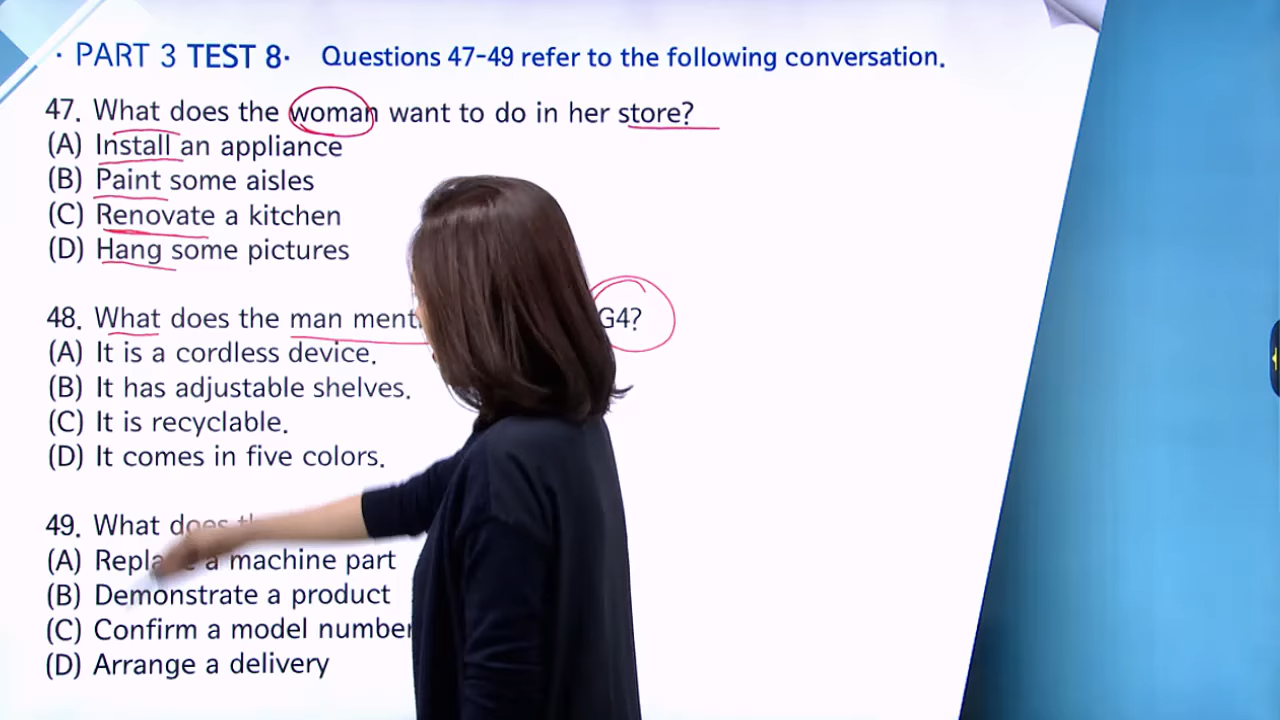 · PART 3 TEST 8· Questions 47-49 refer to the following conversation.
47. What does the woman want to do in her store?
(A) Install an appliance
(B) Paint some aisles
(C) Renovate a kitchen
(D) Hang some pictures
48. What does the man G4?
(A) It is a cordless device.
(B) It has adjustable shelves.
(C) It is recyclable.
(D) It comes in five colors.
49. What does
(A) a machine part
(B) Demonstrate a product
(C) Confirm a model number
(D) Arrange a delivery